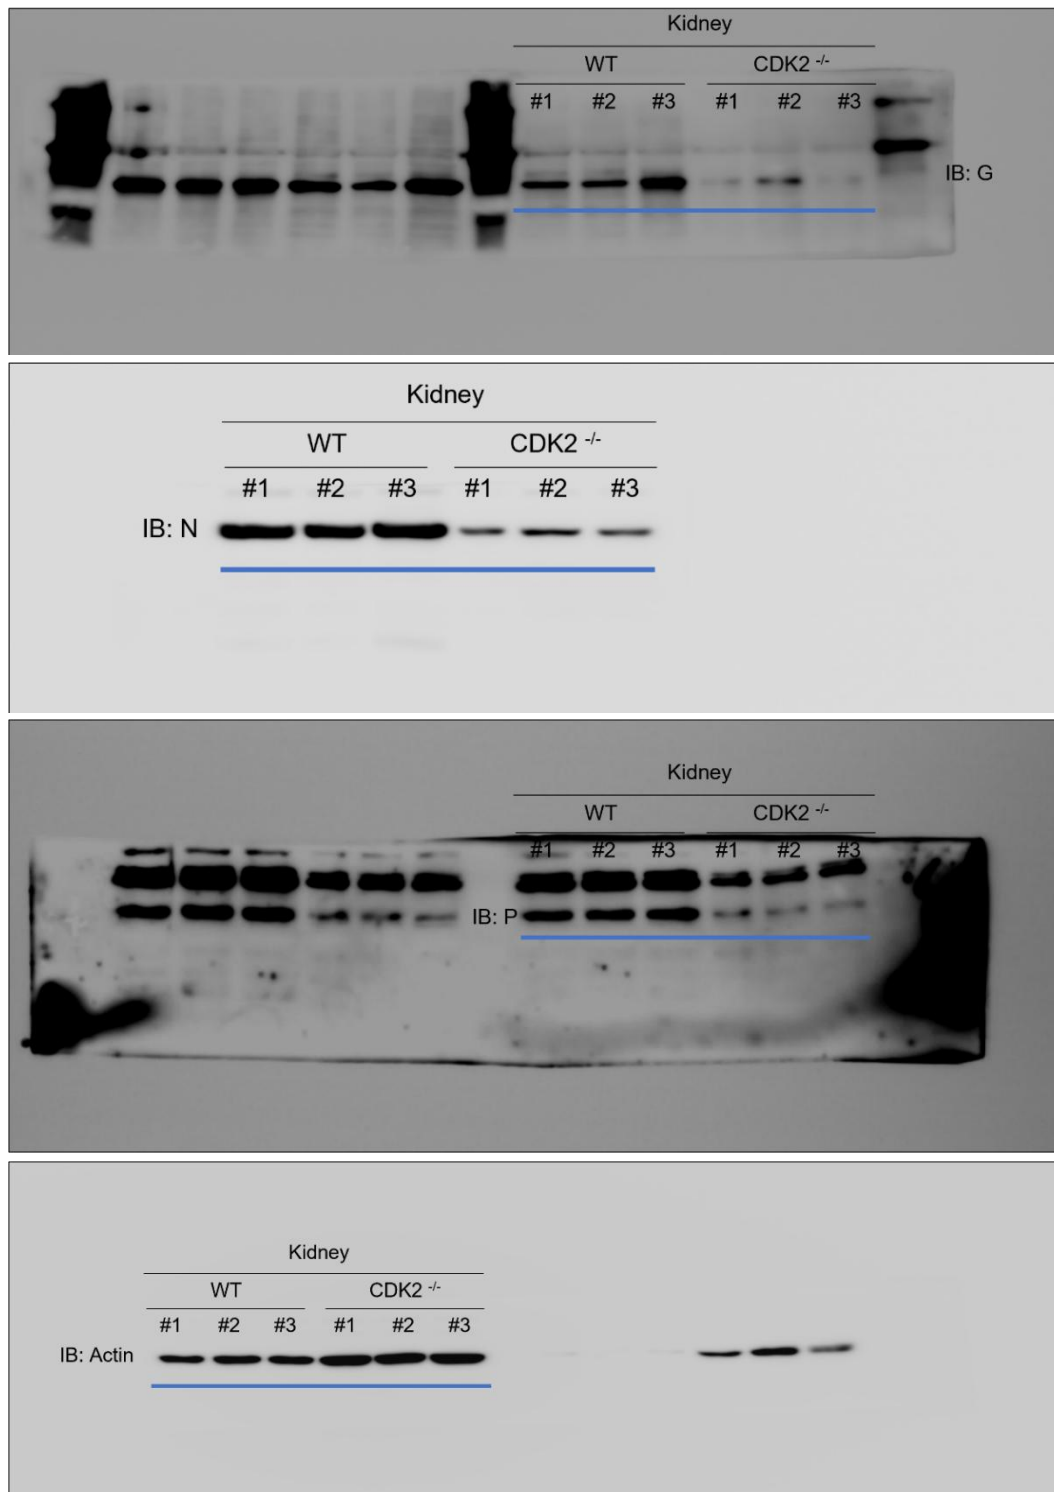 Kidney
WT CDK2 -/-
#1 #2 #3 #1 #2 #3
IB: G
Kidney
WT CDK2 -/-
#1 #2 #3 #1 #2 #3
IB: N
Kidney
WT CDK2 -/-
#1 #2 #3 #1 #2 #3
IB: P
Kidney
WT CDK2 -/-
#1 #2 #3 #1 #2 #3
IB: Actin